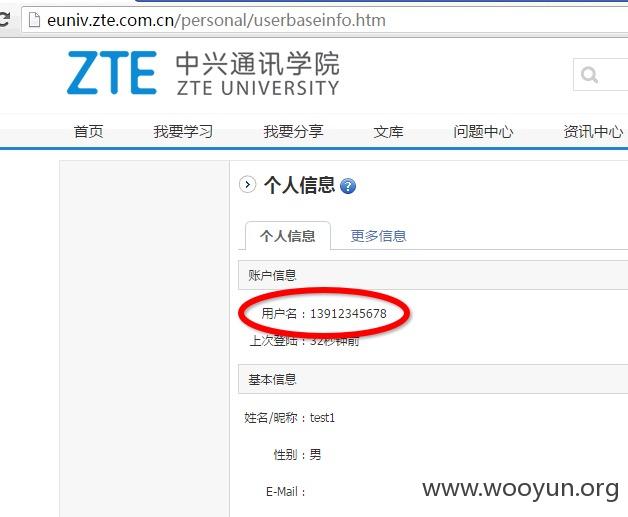 euniv.zte.com.cn/personal/userbaseinfo.htm
ZTE 中兴通讯学院
ZTE UNIVERSITY
首页 我要学习 我要分享 文库 问题中心 资讯中心
个人信息 ?
个人信息 更多信息
账户信息
用户名：13912345678
上次登陆：32秒钟前
基本信息
姓名/昵称：test1
性别：男
E-Mail：
www.wooyun.org